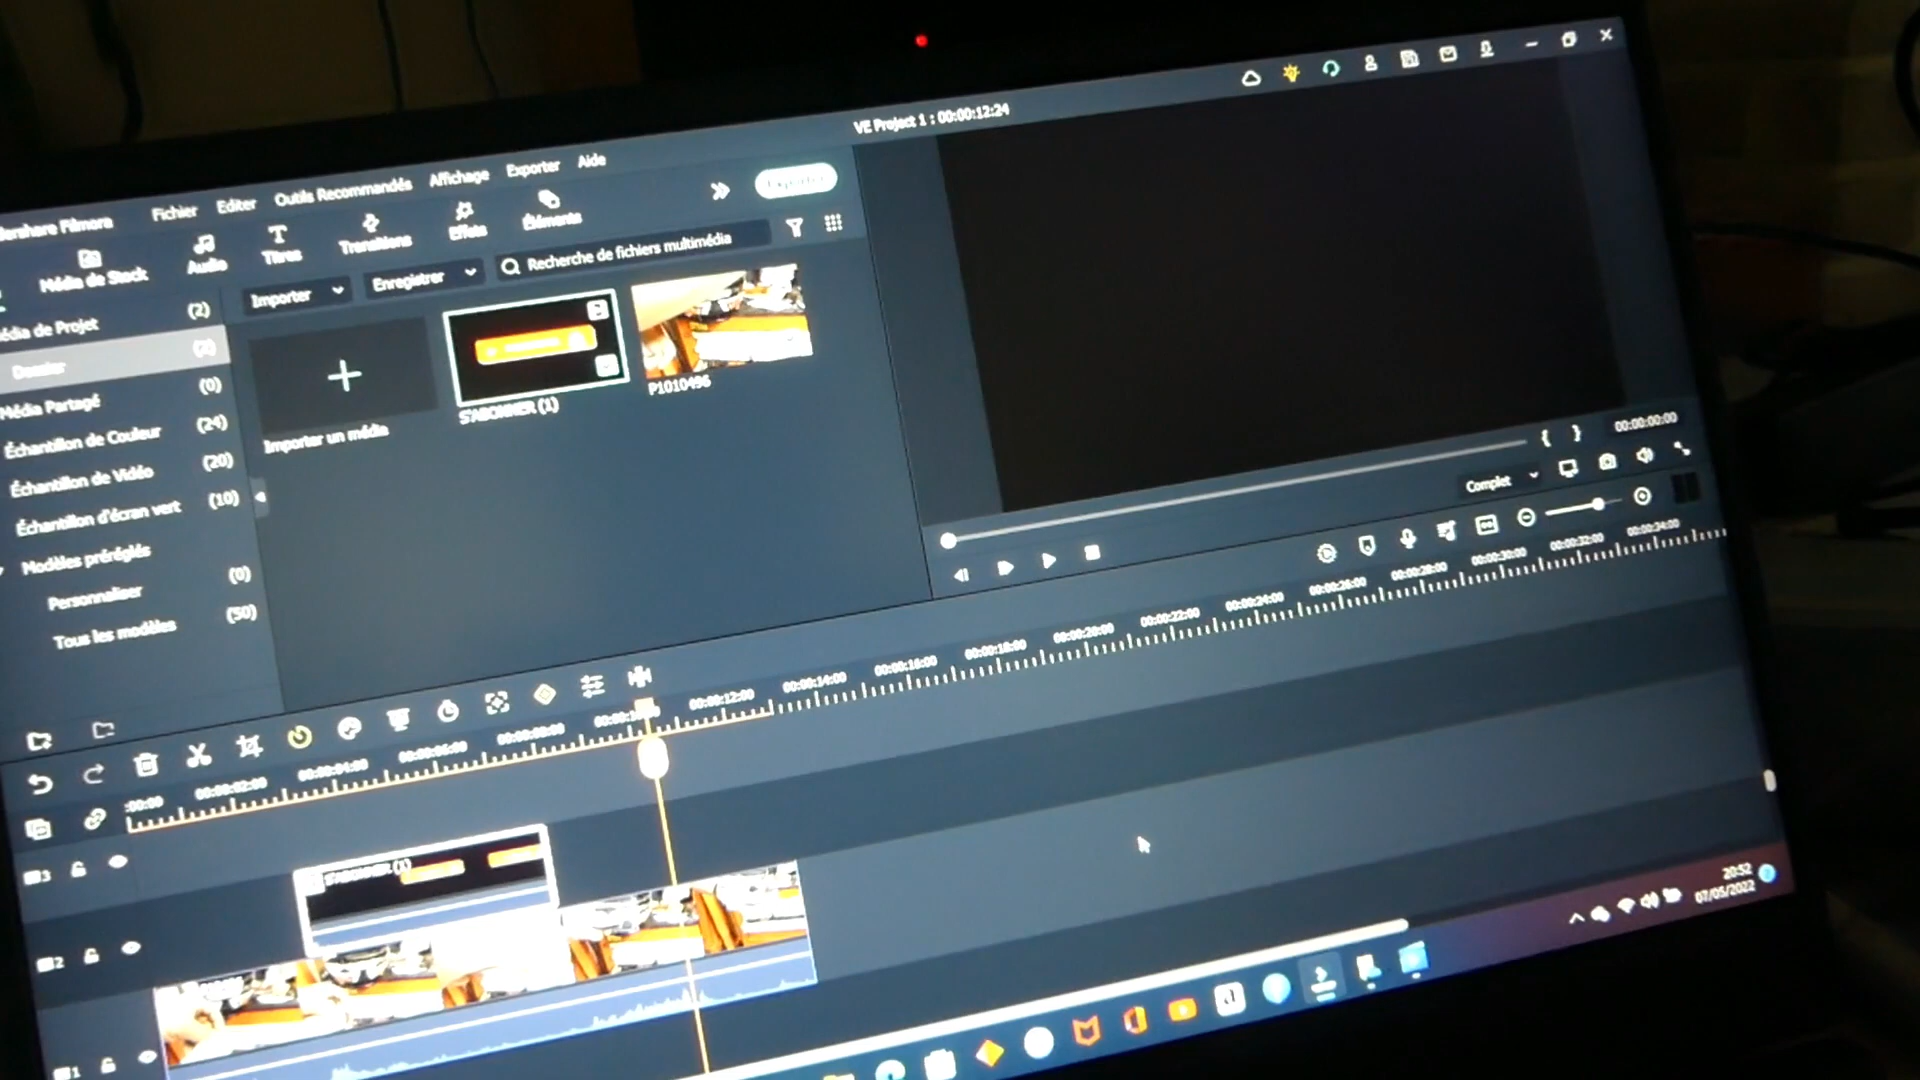 VE Project 1 : 00:00:12:24
Fichier Editer Outils Recommandés Affichage Exporter Aide
Filmora
Média de Stock Audio Titres Transitions Effets Éléments Exporter
Importer Enregistrer Recherche de fichiers multimédia
Média de Projet (2)
Dossier (2)
Média Partagé (0)
Échantillon de Couleur (24)
Échantillon de Vidéo (20)
Échantillon d'écran vert (10)
Modèles préréglés
Personnaliser (0)
Tous les modèles (50)
Importer un média
S'ABONNER (1)
P1010496
00:00:00:00
Complet
:00:00 00:00:02:00 00:00:04:00 00:00:06:00 00:00:08:00 00:00:12:00 00:00:14:00 00:00:16:00 00:00:18:00 00:00:20:00 00:00:22:00 00:00:24:00 00:00:26:00 00:00:28:00 00:00:30:00 00:00:32:00 00:00:34:00
3
S'ABONNER (1)
2
1
20:52
07/05/2022